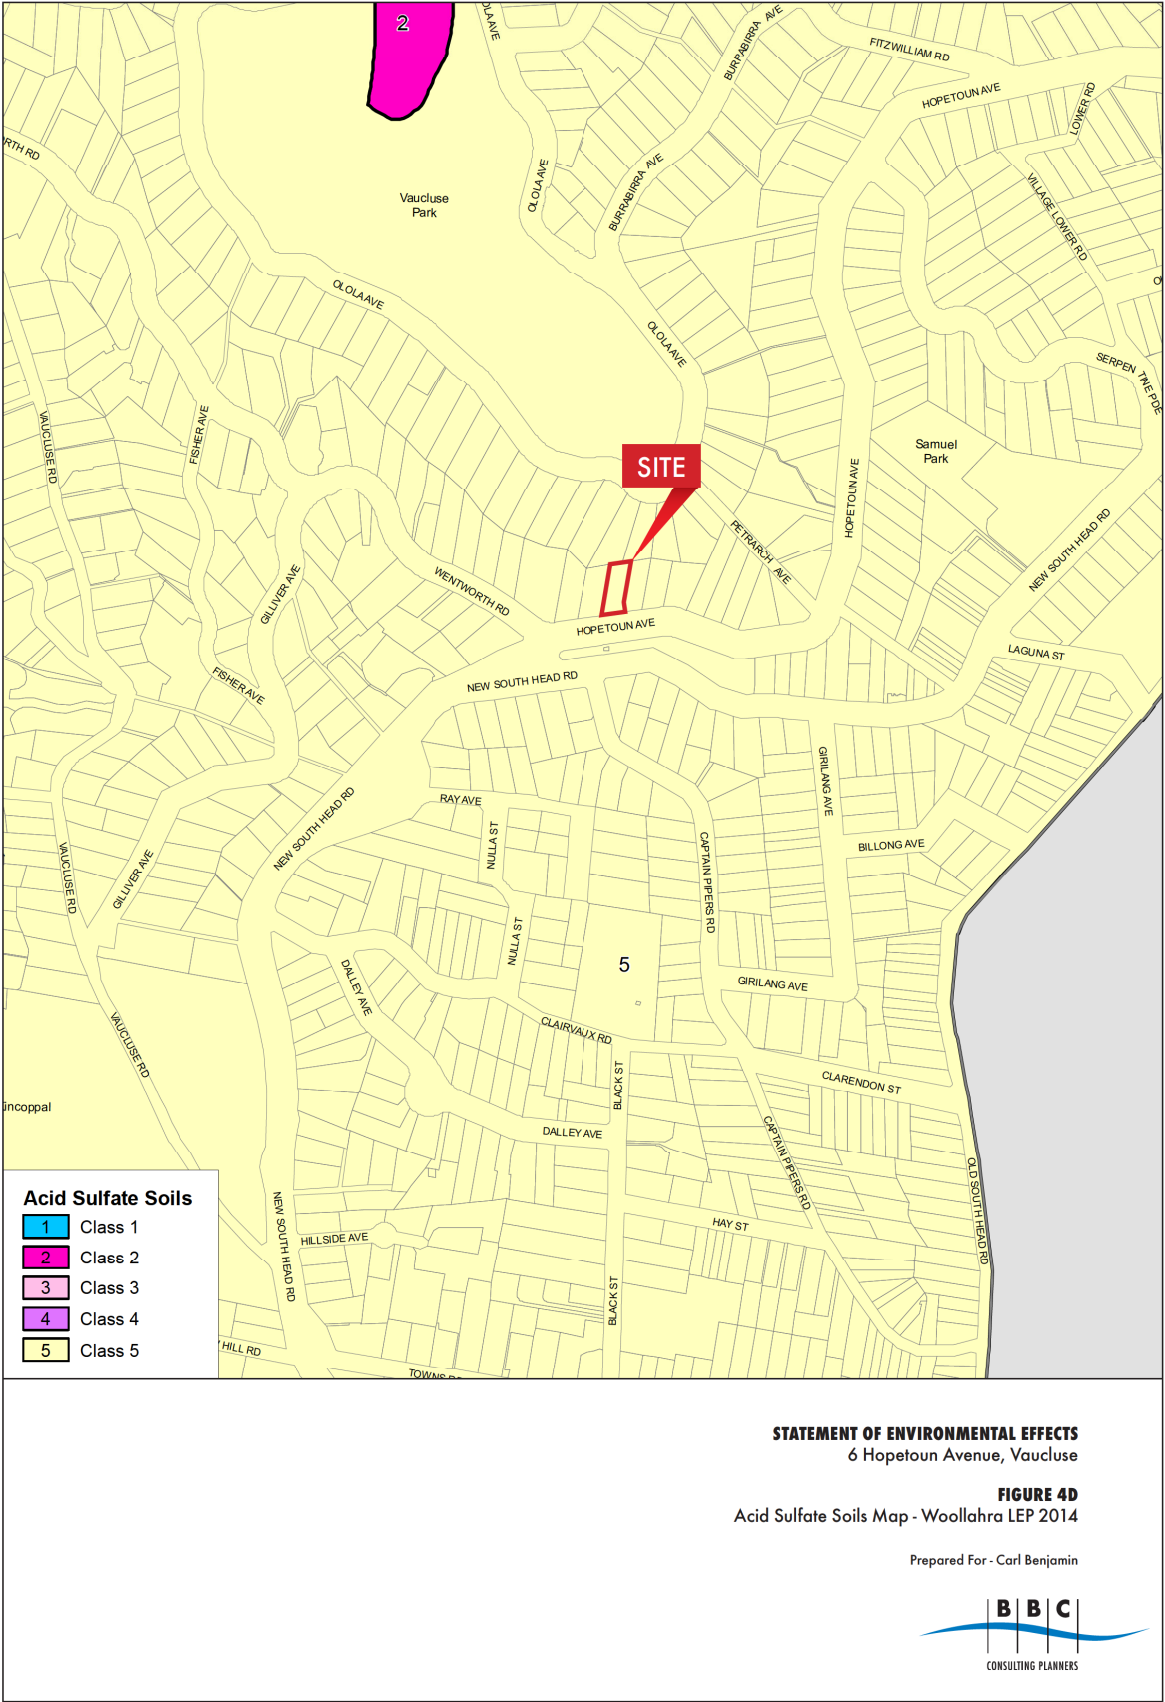 2
OLA AVE
BURRABIRRA AVE
FITZWILLIAM RD
HOPETOUN AVE
LOWER RD
RTH RD
OLOLA AVE
BURRABIRRA AVE
VILLAGE LOWER RD
Vaucluse
Park
OLOLA AVE
OLOLA AVE
SERPENTINE PDE
VAUCLUSE RD
FISHER AVE
SITE
Samuel
Park
HOPETOUN AVE
PETRARCH AVE
NEW SOUTH HEAD RD
WENTWORTH RD
GILLIVER AVE
HOPETOUN AVE
LAGUNA ST
FISHER AVE
NEW SOUTH HEAD RD
GIRILANG AVE
RAY AVE
NEW SOUTH HEAD RD
NULLA ST
CAPTAIN PIPERS RD
BILLONG AVE
VAUCLUSE RD
GILLIVER AVE
NULLA ST
5
DALLEY AVE
GIRILANG AVE
CLAIRVAUX RD
VAUCLUSE RD
BLACK ST
CLARENDON ST
incoppal
DALLEY AVE
CAPTAIN PIPERS RD
OLD SOUTH HEAD RD
NEW SOUTH HEAD RD
HAY ST
HILLSIDE AVE
BLACK ST
HILL RD
TOWNS RD
Acid Sulfate Soils
1 Class 1
2 Class 2
3 Class 3
4 Class 4
5 Class 5
STATEMENT OF ENVIRONMENTAL EFFECTS
6 Hopetoun Avenue, Vaucluse
FIGURE 4D
Acid Sulfate Soils Map - Woollahra LEP 2014
Prepared For - Carl Benjamin
BBC
CONSULTING PLANNERS